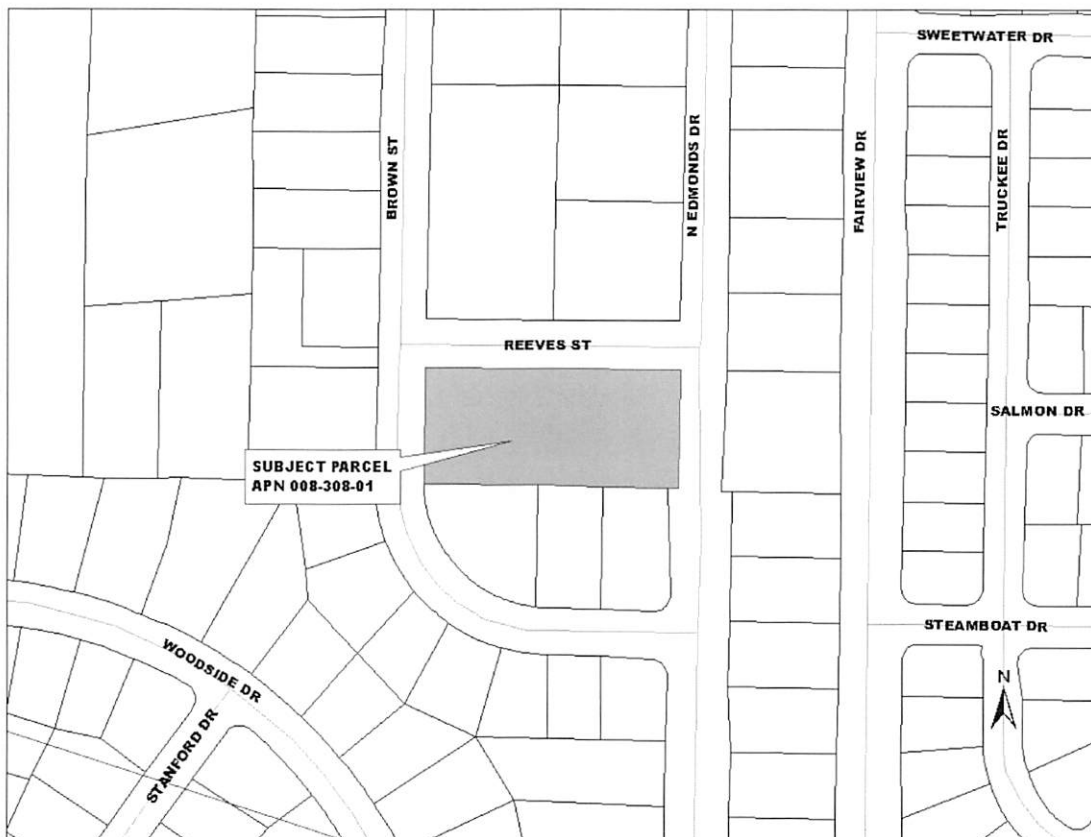 SWEETWATER DR
BROWN ST
N EDMONDS DR
FAIRVIEW DR
TRUCKEE DR
REEVES ST
SALMON DR
SUBJECT PARCEL
APN 008-308-01
STEAMBOAT DR
WOODSIDE DR
N
STANFORD DR